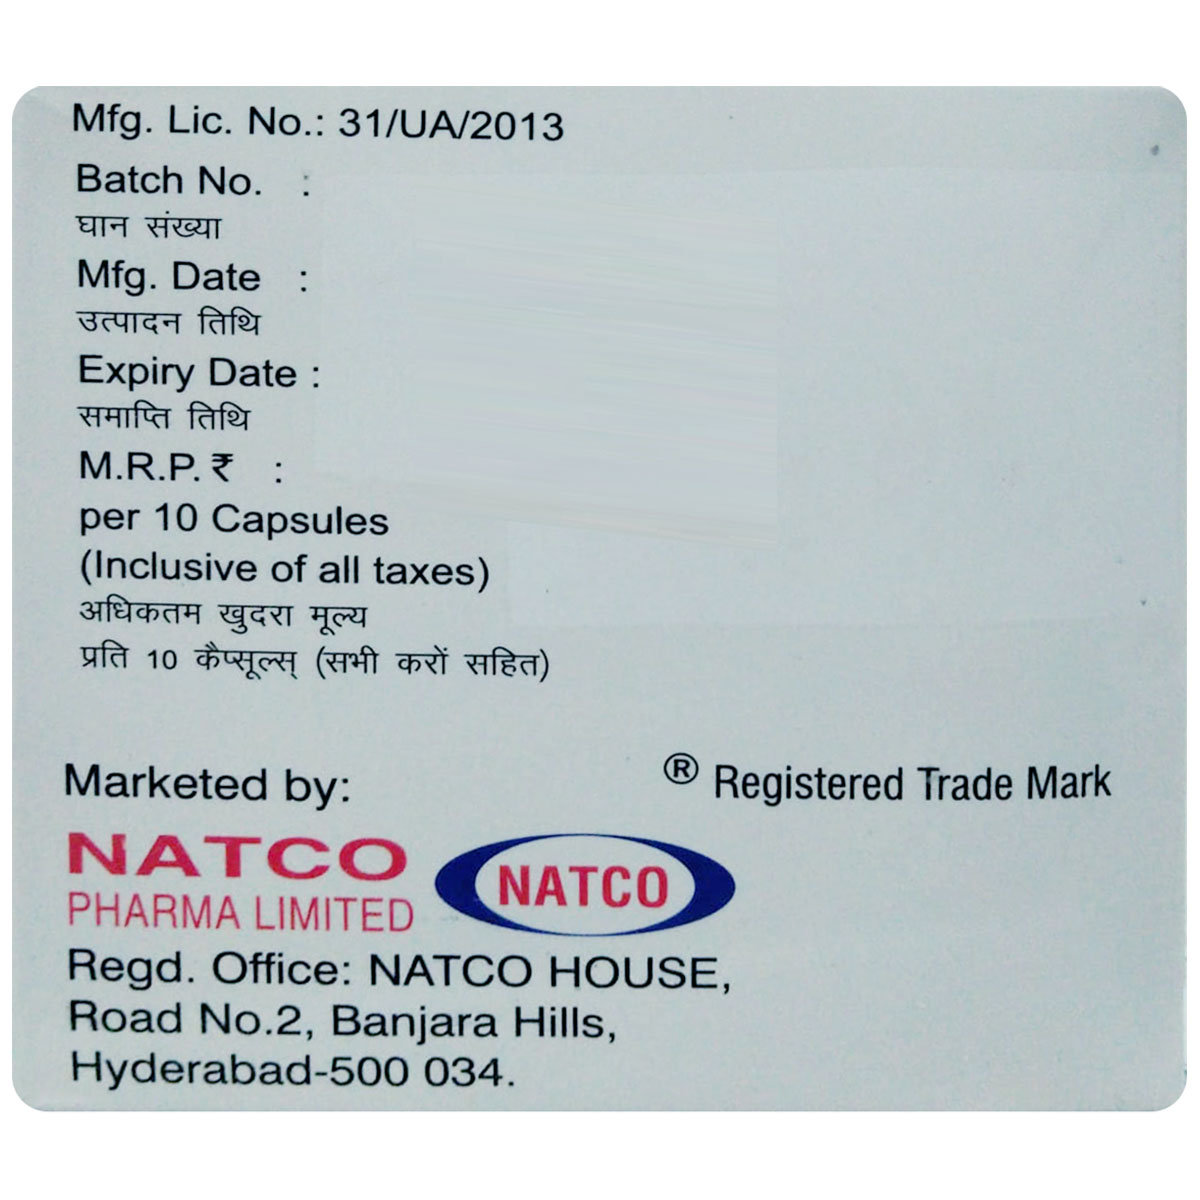 Mfg. Lic. No.: 31/UA/2013
Batch No. :
घान संख्या
Mfg. Date :
उत्पादन तिथि
Expiry Date :
समाप्ति तिथि
M.R.P. ₹ :
per 10 Capsules
(Inclusive of all taxes)
अधिकतम खुदरा मूल्य
प्रति 10 कैप्सूल्स् (सभी करों सहित)
Marketed by:
® Registered Trade Mark
NATCO
PHARMA LIMITED
NATCO
Regd. Office: NATCO HOUSE,
Road No.2, Banjara Hills,
Hyderabad-500 034.